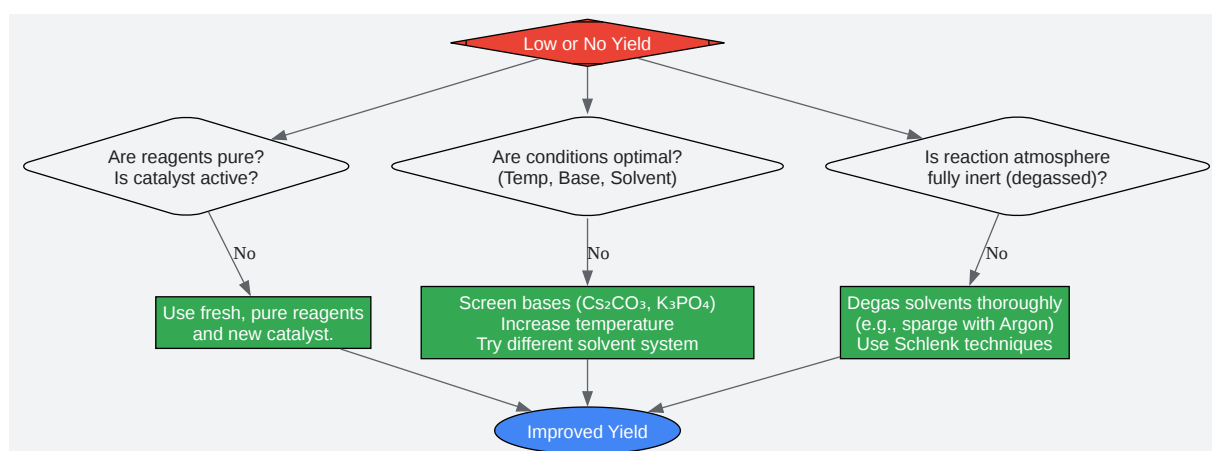 Low or No Yield
Are reagents pure?
Is catalyst active?
Are conditions optimal?
(Temp, Base, Solvent)
Is reaction atmosphere
fully inert (degassed)?
No
No
No
Use fresh, pure reagents
and new catalyst.
Screen bases (Cs₂CO₃, K₃PO₄)
Increase temperature
Try different solvent system
Degas solvents thoroughly
(e.g., sparge with Argon)
Use Schlenk techniques
Improved Yield